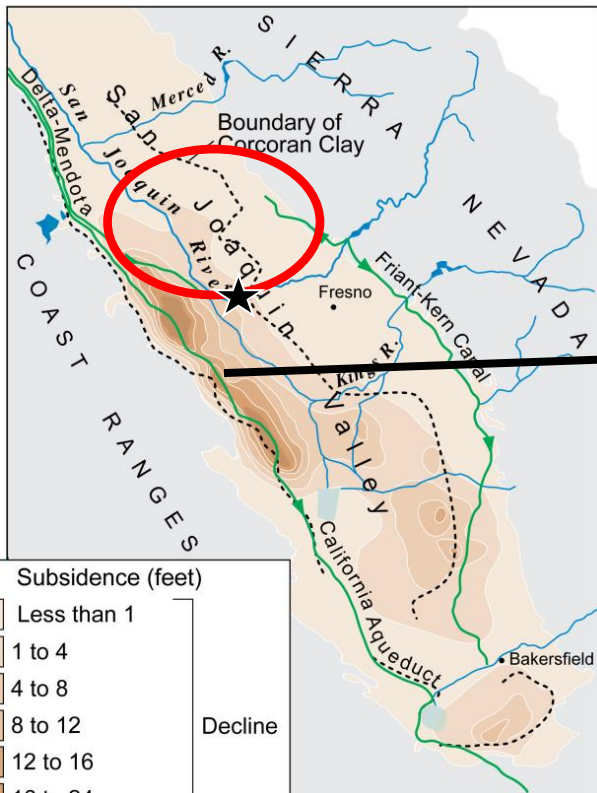 SIERRA
NEVADA
Merced R.
San
Joaquin
River
San
Joaquin
Valley
Boundary of
Corcoran Clay
Delta-Mendota
COAST RANGES
Fresno
Friant-Kern Canal
Kings R.
California Aqueduct
Bakersfield
Subsidence (feet)
Less than 1
1 to 4
4 to 8
8 to 12
12 to 16
Decline